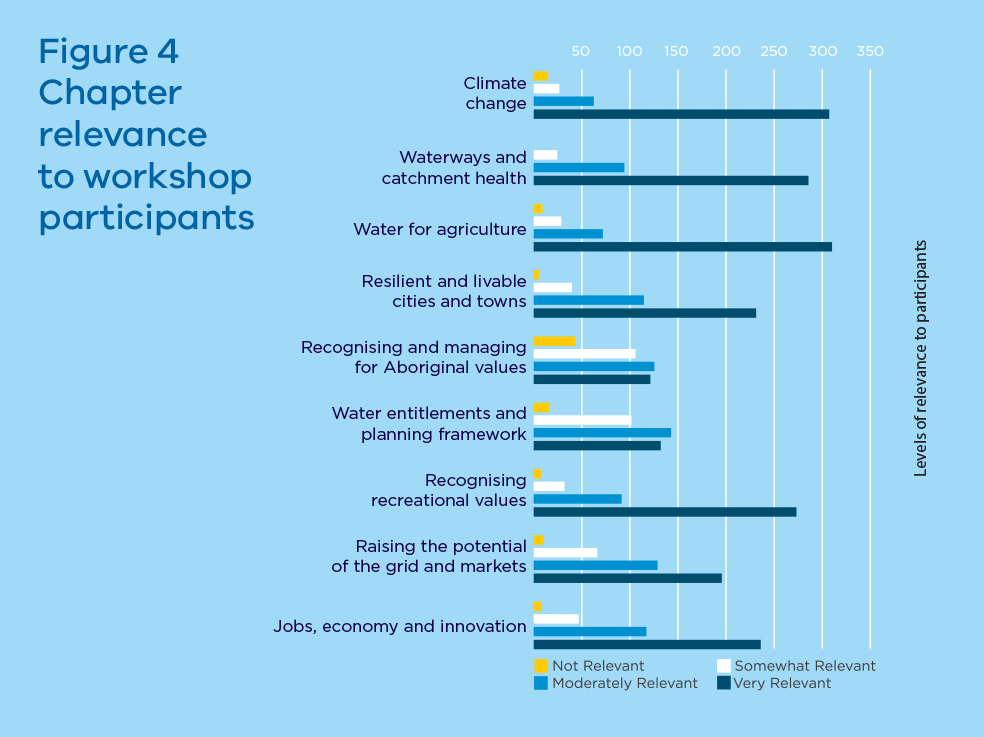 Figure 4
Chapter
relevance
to workshop
participants
50 100 150 200 250 300 350
Climate
change
Waterways and
catchment health
Water for agriculture
Resilient and livable
cities and towns
Recognising and managing
for Aboriginal values
Water entitlements and
planning framework
Recognising
recreational values
Raising the potential
of the grid and markets
Jobs, economy and innovation
Levels of relevance to participants
Not Relevant
Somewhat Relevant
Moderately Relevant
Very Relevant